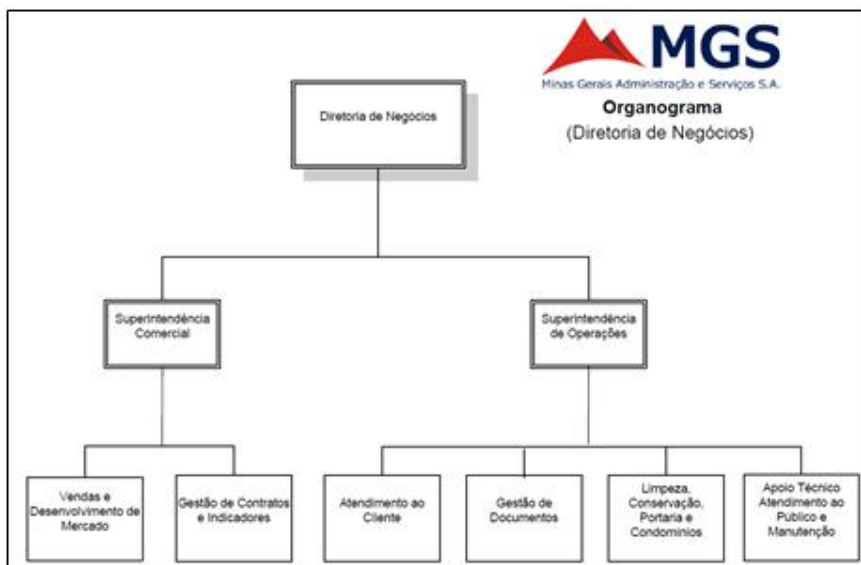 MGS
Minas Gerais Administração e Serviços S.A.
Organograma
(Diretoria de Negócios)
Diretoria de Negócios
Superintendência
Comercial
Superintendência
de Operações
Vendas e
Desenvolvimento de
Mercado
Gestão de Contratos
e Indicadores
Atendimento ao
Cliente
Gestão de
Documentos
Limpeza,
Conservação,
Portaria e
Condomínios
Apoio Técnico
Atendimento ao
Público e
Manutenção